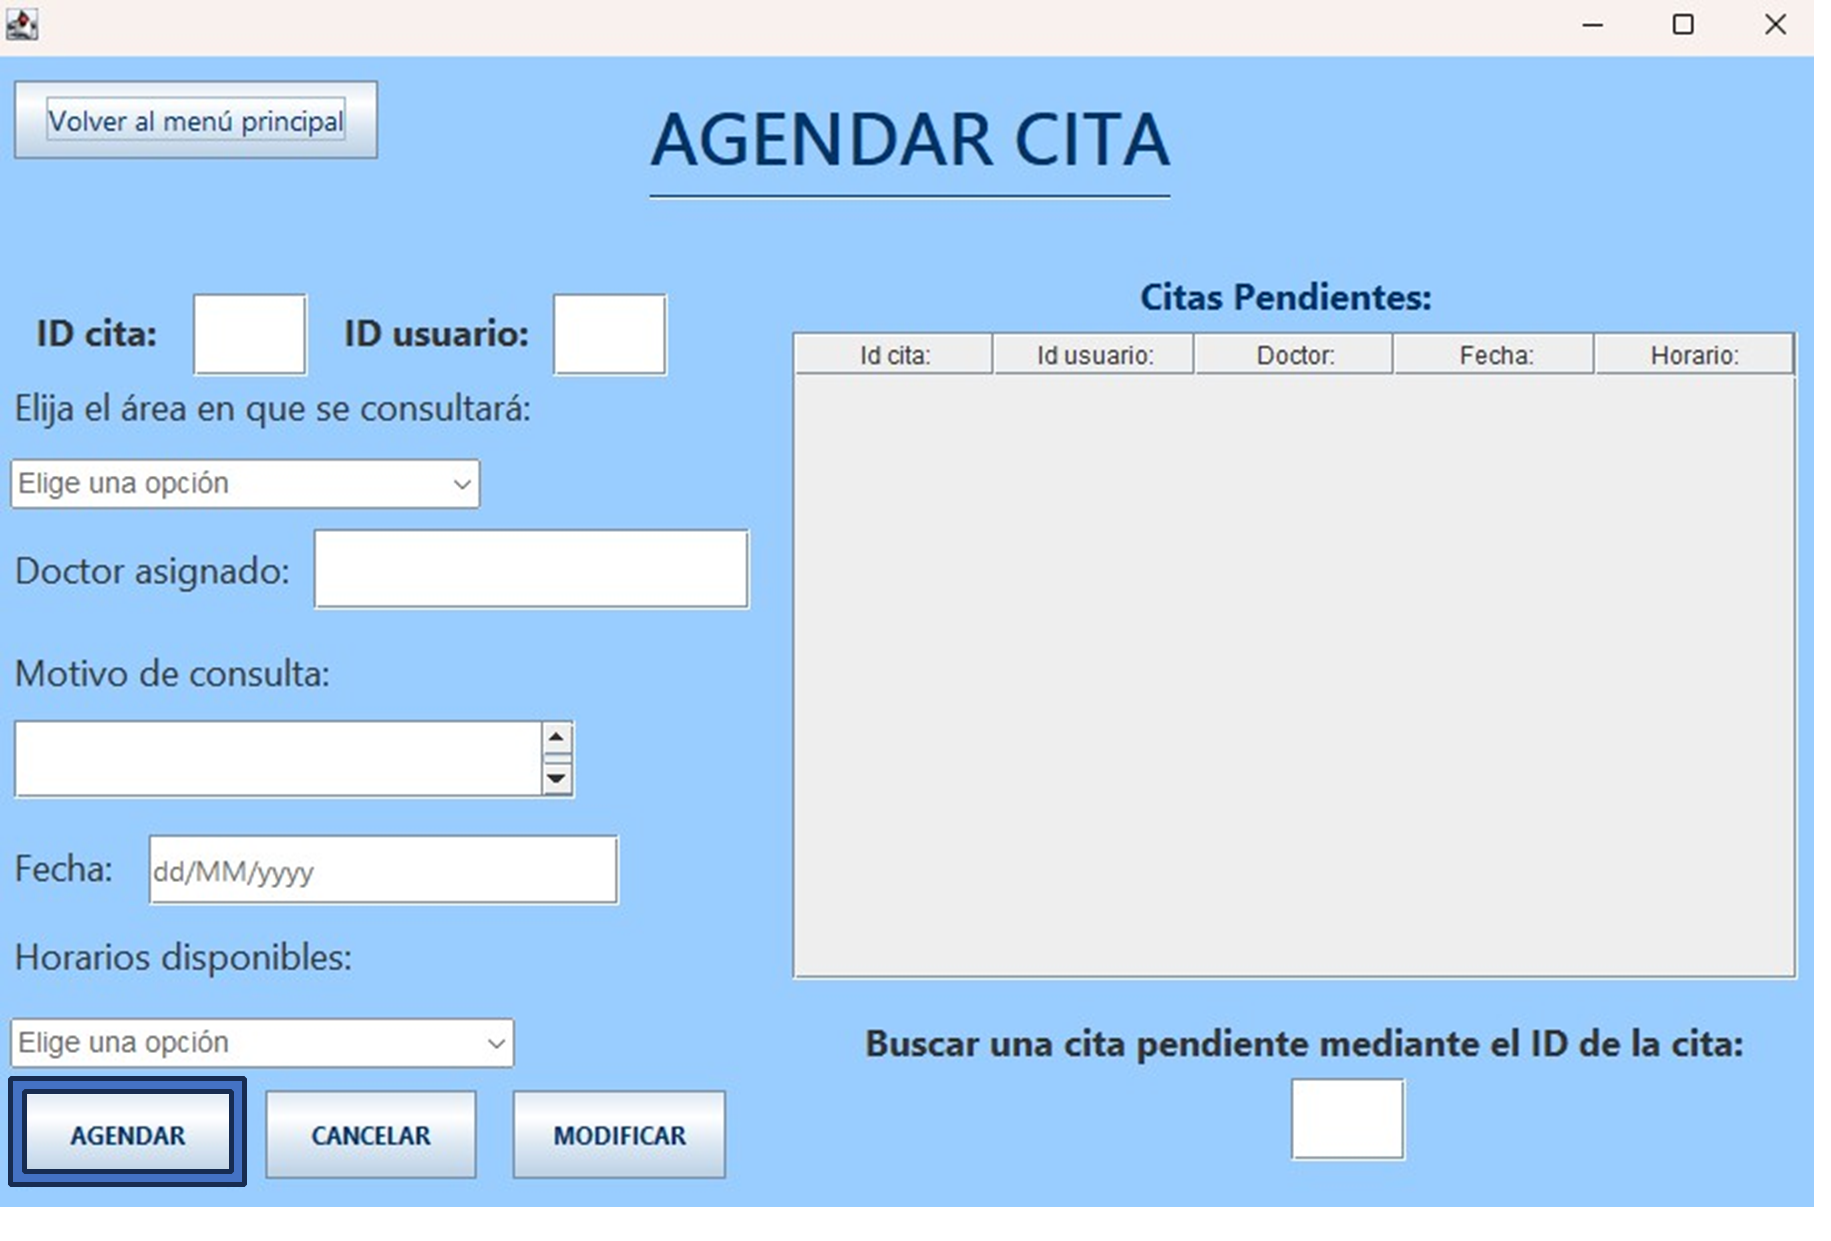 Volver al menú principal
AGENDAR CITA
ID cita:
ID usuario:
Elija el área en que se consultará:
Elige una opción
Doctor asignado:
Motivo de consulta:
Fecha:
dd/MM/yyyy
Horarios disponibles:
Elige una opción
AGENDAR
CANCELAR
MODIFICAR
Citas Pendientes:
Id cita:
Id usuario:
Doctor:
Fecha:
Horario:
Buscar una cita pendiente mediante el ID de la cita: